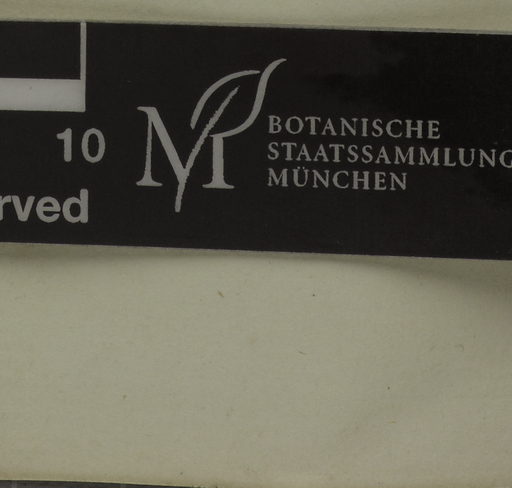 10
rved
BOTANISCHE
STAATSSAMMLUNG
MÜNCHEN